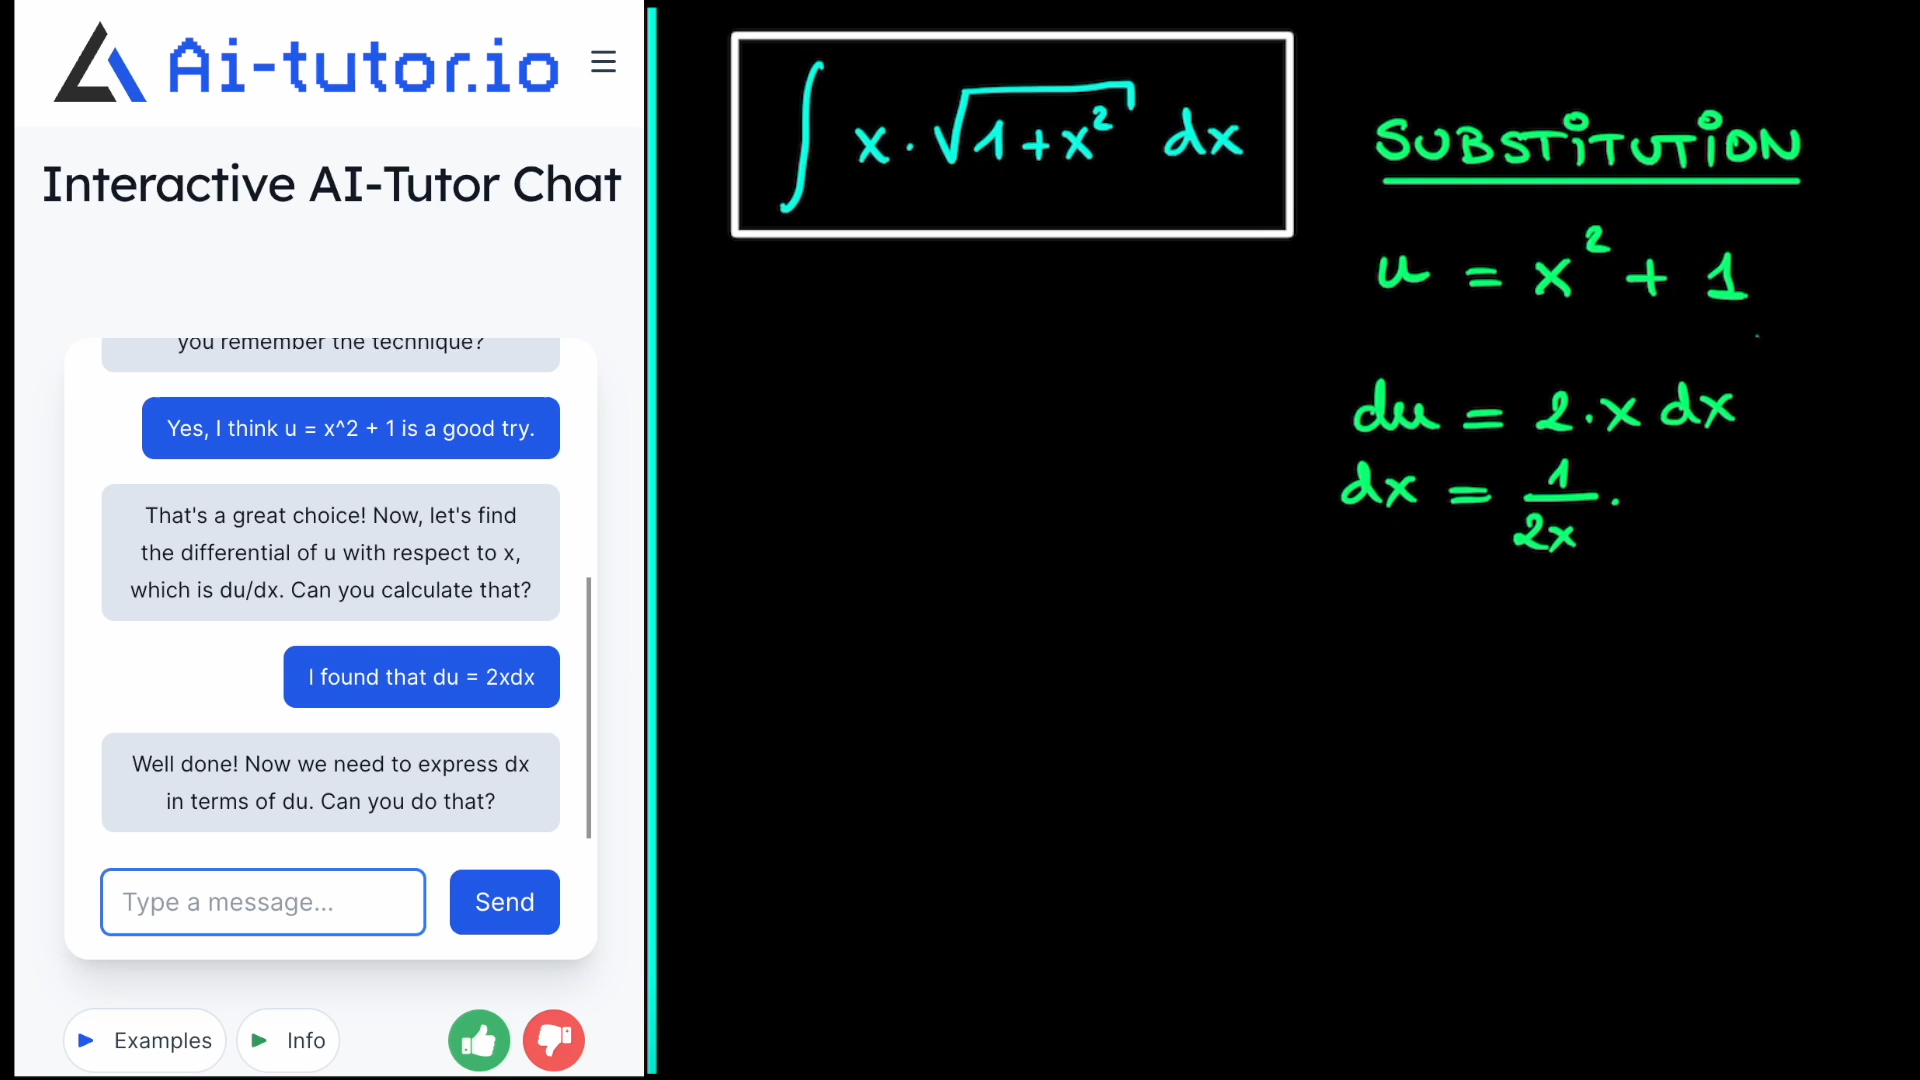 Ai-tutor.io
Interactive AI-Tutor Chat
you remember the technique?
Yes, I think u = x^2 + 1 is a good try.
That's a great choice! Now, let's find
the differential of u with respect to x,
which is du/dx. Can you calculate that?
I found that du = 2xdx
Well done! Now we need to express dx
in terms of du. Can you do that?
Type a message...
Send
Examples
Info
∫ x · √(1+x²) dx
SUBSTITUTION
u = x² + 1
du = 2·x dx
dx = 1/2x ·